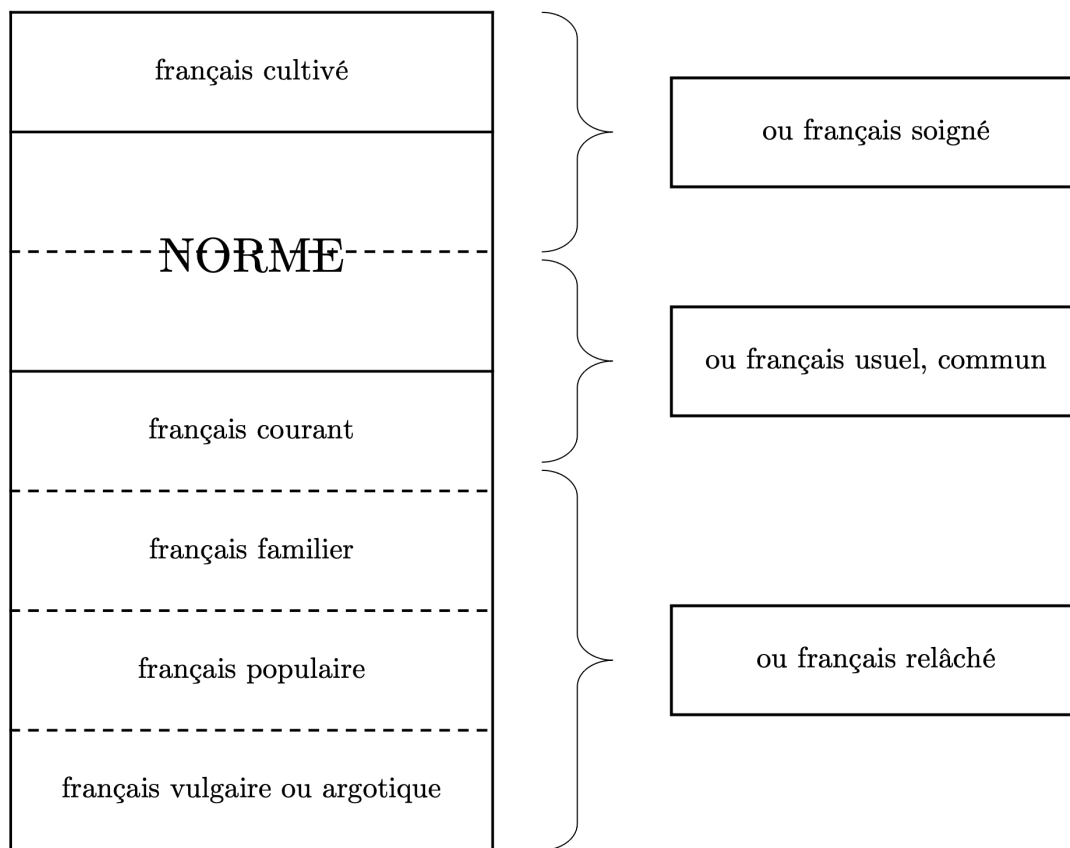 français cultivé
NORME
français courant
français familier
français populaire
français vulgaire ou argotique
ou français soigné
ou français usuel, commun
ou français relâché